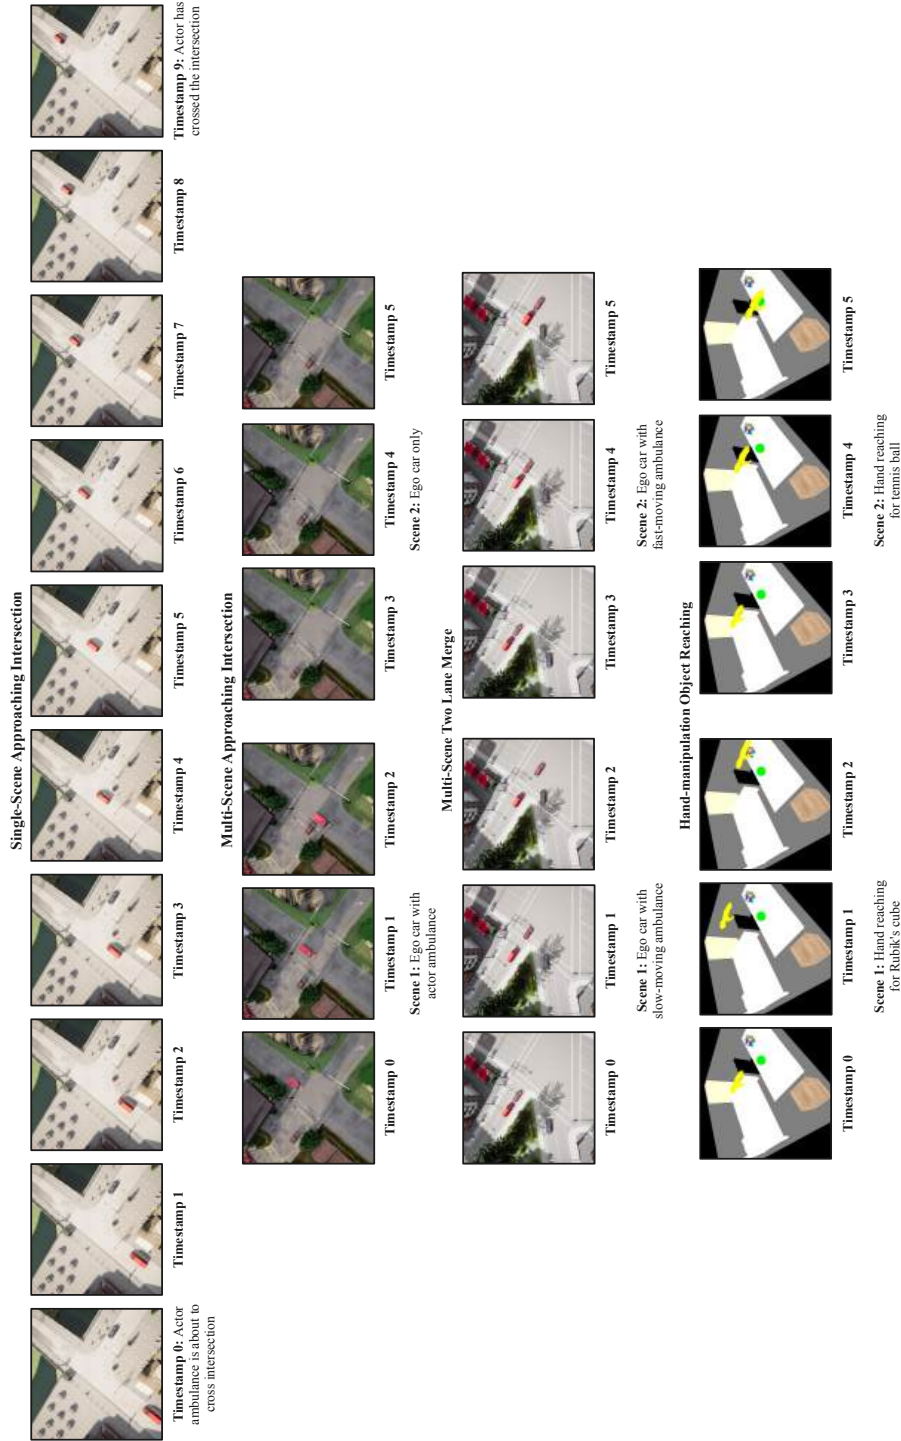 Single-Scene Approaching Intersection
Timestamp 0: Actor
ambulance is about to
cross intersection
Timestamp 1
Timestamp 2
Timestamp 3
Timestamp 4
Timestamp 5
Timestamp 6
Timestamp 7
Timestamp 8
Timestamp 9: Actor has
crossed the intersection
Multi-Scene Approaching Intersection
Timestamp 0
Timestamp 1
Timestamp 2
Timestamp 3
Timestamp 4
Timestamp 5
Scene 1: Ego car with
actor ambulance
Scene 2: Ego car only
Multi-Scene Two Lane Merge
Timestamp 0
Timestamp 1
Timestamp 2
Timestamp 3
Timestamp 4
Timestamp 5
Scene 1: Ego car with
slow-moving ambulance
Scene 2: Ego car with
fast-moving ambulance
Hand-manipulation Object Reaching
Timestamp 0
Timestamp 1
Timestamp 2
Timestamp 3
Timestamp 4
Timestamp 5
Scene 1: Hand reaching
for Rubik's cube
Scene 2: Hand reaching
for tennis ball